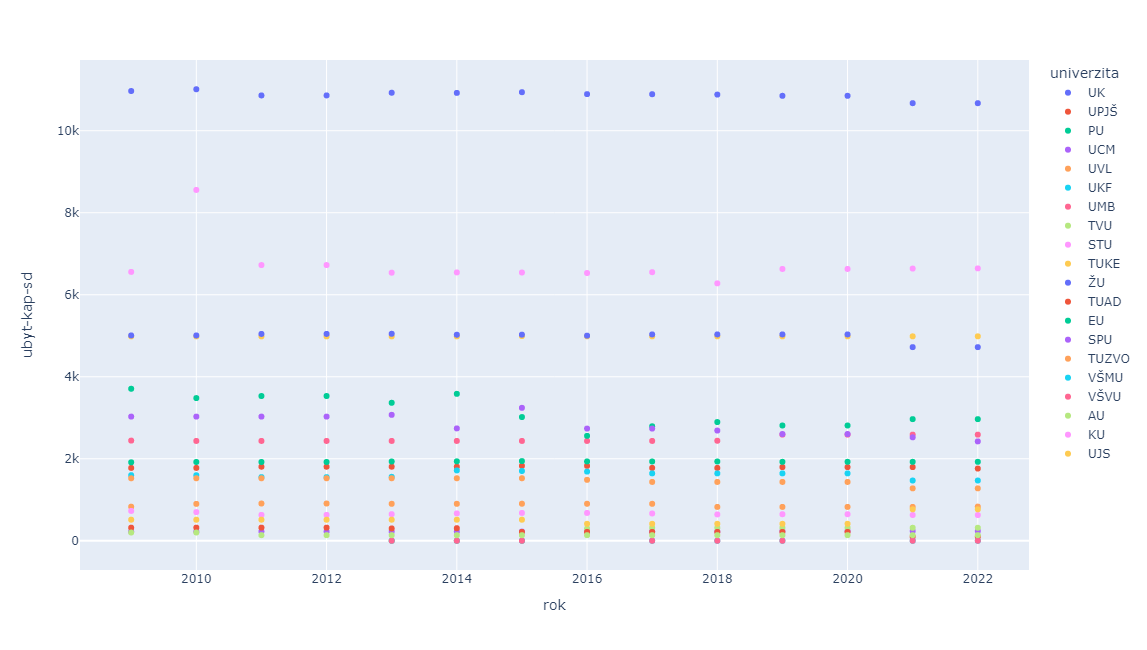 univerzita
UK
UPJŠ
PU
UCM
UVL
UKF
UMB
TVU
STU
TUKE
ŽU
TUAD
EU
SPU
TUZVO
VŠMU
VŠVU
AU
KU
UJS
ubyt-kap-sd
10k
8k
6k
4k
2k
0
2010
2012
2014
2016
2018
2020
2022
rok